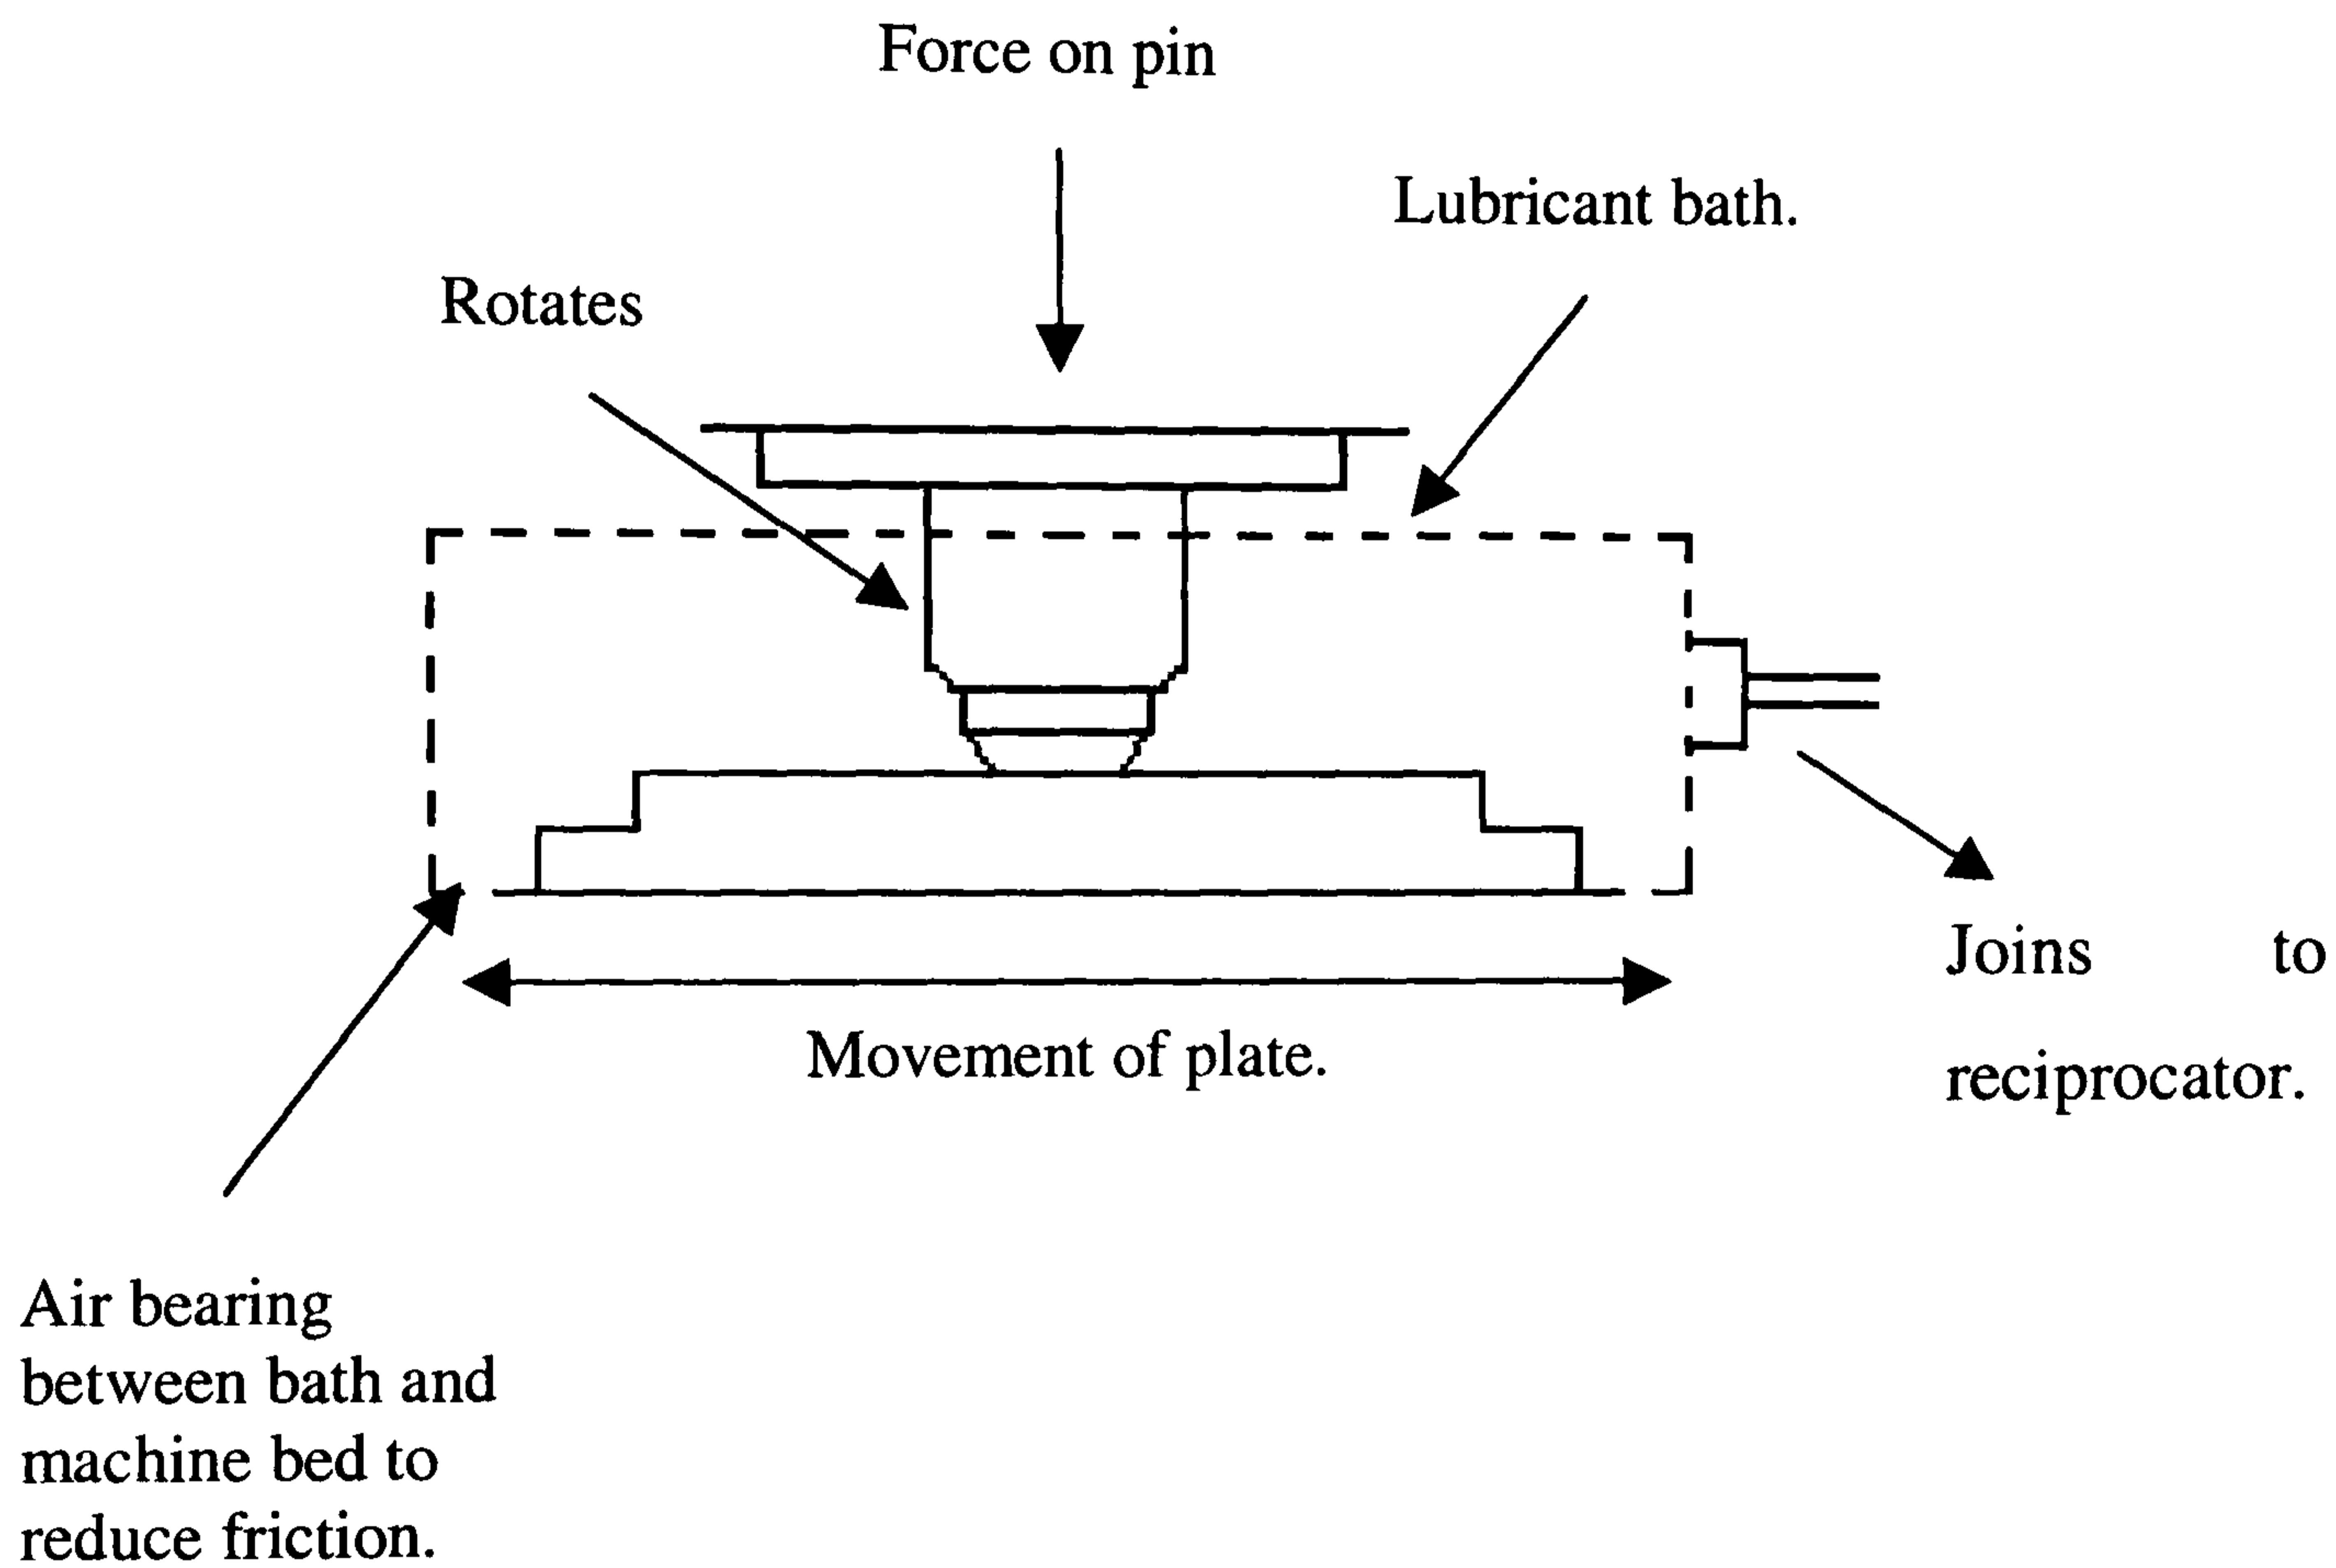 Force on pin
Lubricant bath.
Rotates
Joins to
reciprocator.
Movement of plate.
Air bearing
between bath and
machine bed to
reduce friction.